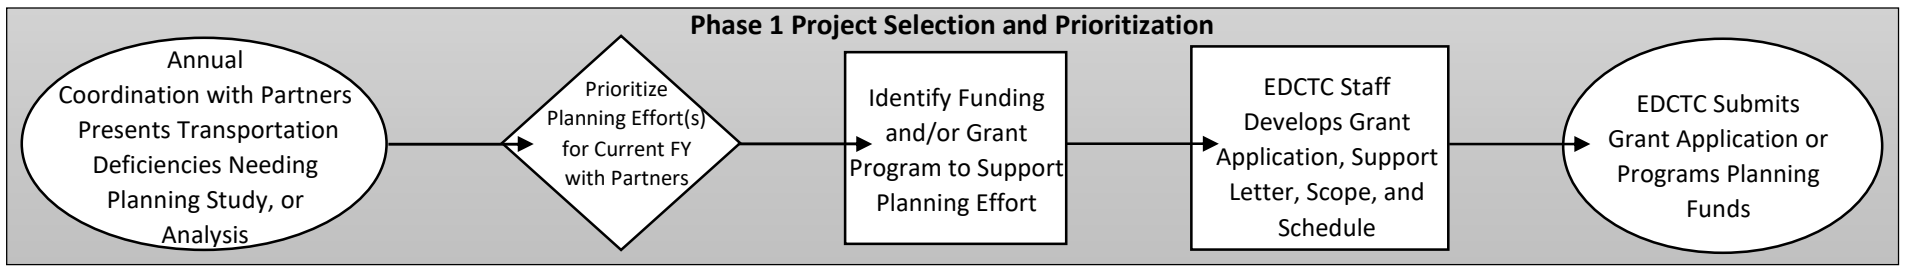 Phase 1 Project Selection and Prioritization
Annual
Coordination with Partners
Presents Transportation
Deficiencies Needing
Planning Study, or
Analysis
Prioritize
Planning Effort(s)
for Current FY
with Partners
Identify Funding
and/or Grant
Program to Support
Planning Effort
EDCTC Staff
Develops Grant
Application, Support
Letter, Scope, and
Schedule
EDCTC Submits
Grant Application or
Programs Planning
Funds